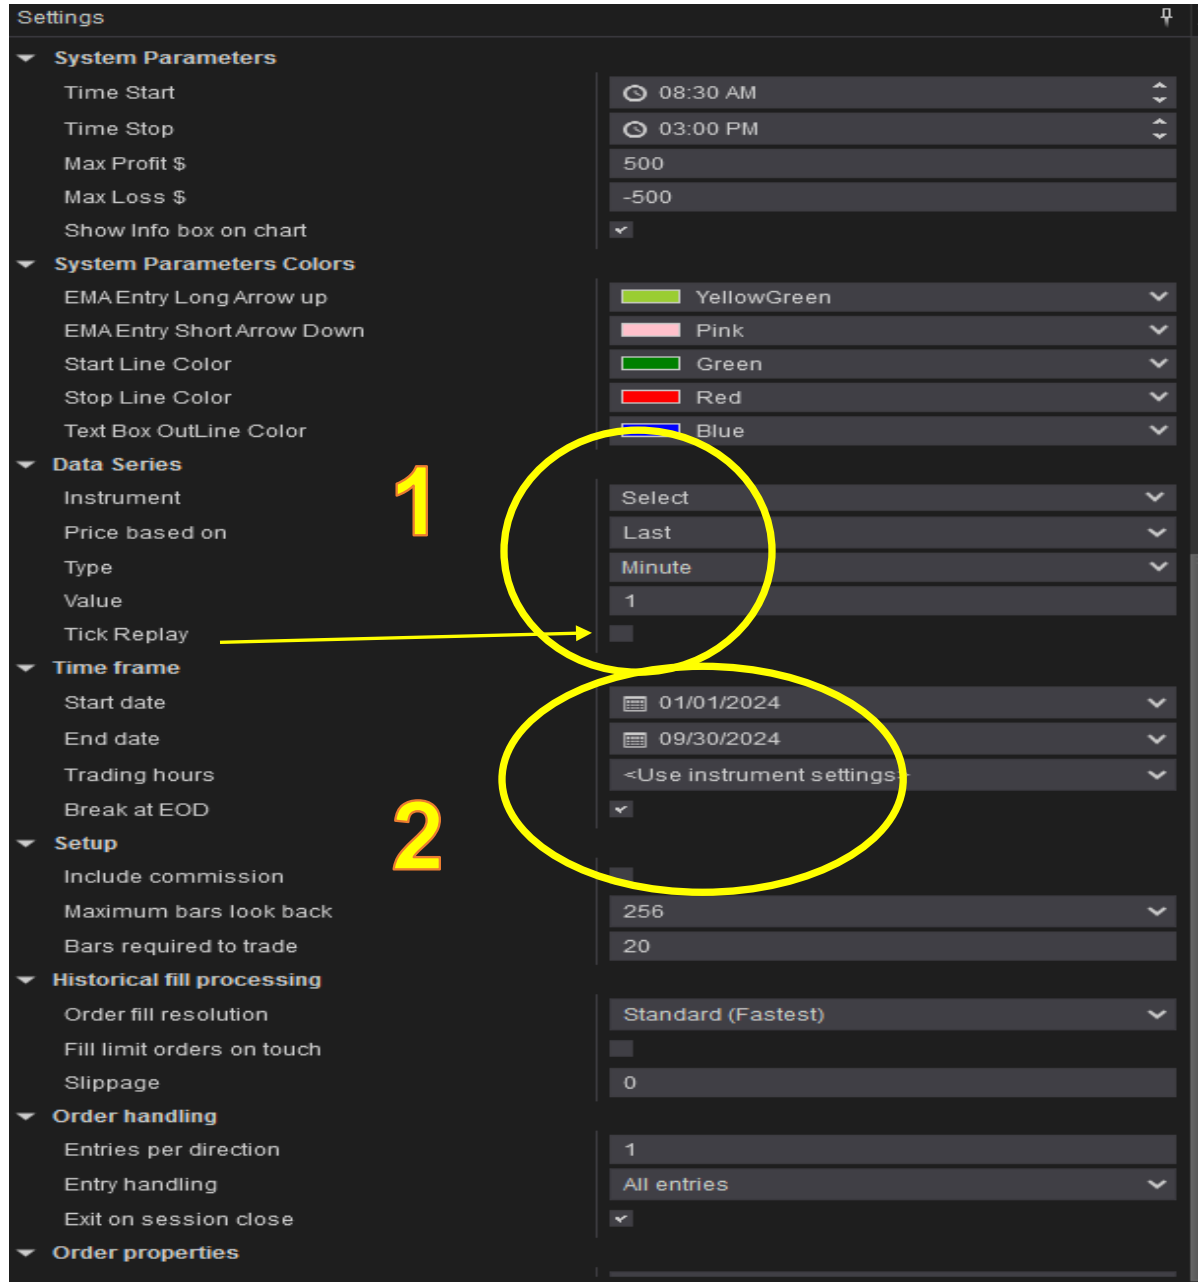 Settings
System Parameters
Time Start 08:30 AM
Time Stop 03:00 PM
Max Profit $ 500
Max Loss $ -500
Show Info box on chart
System Parameters Colors
EMA Entry Long Arrow up YellowGreen
EMA Entry Short Arrow Down Pink
Start Line Color Green
Stop Line Color Red
Text Box OutLine Color Blue
Data Series
1
Instrument Select
Price based on Last
Type Minute
Value 1
Tick Replay
Time frame
Start date 01/01/2024
End date 09/30/2024
Trading hours <Use instrument settings>
Break at EOD
2
Setup
Include commission
Maximum bars look back 256
Bars required to trade 20
Historical fill processing
Order fill resolution Standard (Fastest)
Fill limit orders on touch
Slippage 0
Order handling
Entries per direction 1
Entry handling All entries
Exit on session close
Order properties